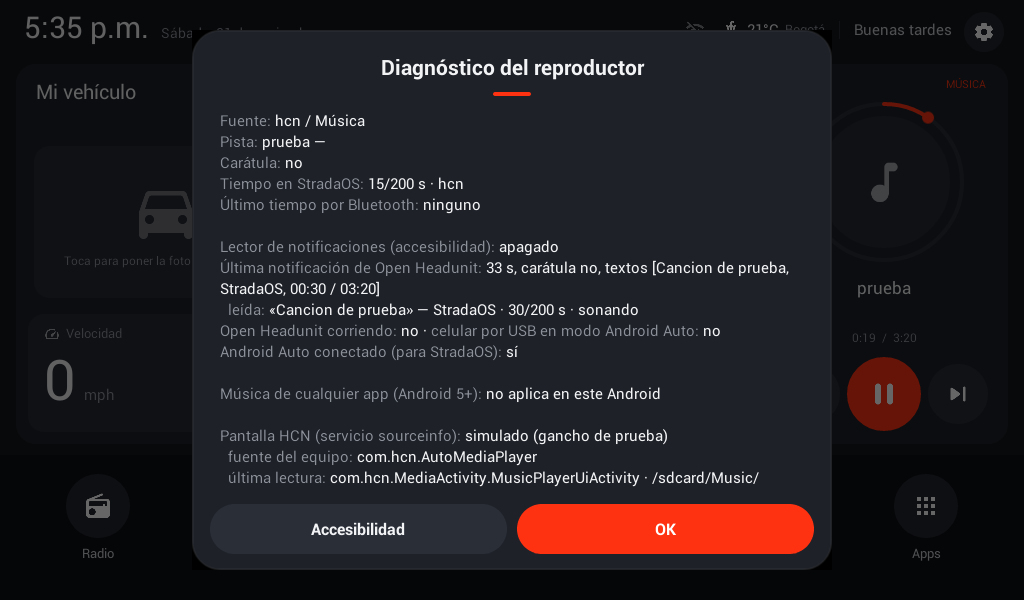 5:35 p.m.
21°C Bogotá
Buenas tardes
Mi vehículo
MÚSICA
Diagnóstico del reproductor
Fuente: hcn / Música
Pista: prueba —
Carátula: no
Tiempo en StradaOS: 15/200 s · hcn
Último tiempo por Bluetooth: ninguno
Lector de notificaciones (accesibilidad): apagado
Última notificación de Open Headunit: 33 s, carátula no, textos [Cancion de prueba,
StradaOS, 00:30 / 03:20]
leída: «Cancion de prueba» — StradaOS · 30/200 s · sonando
Open Headunit corriendo: no · celular por USB en modo Android Auto: no
Android Auto conectado (para StradaOS): sí
Música de cualquier app (Android 5+): no aplica en este Android
Pantalla HCN (servicio sourceinfo): simulado (gancho de prueba)
fuente del equipo: com.hcn.AutoMediaPlayer
última lectura: com.hcn.MediaActivity.MusicPlayerUiActivity · /sdcard/Music/
Accesibilidad
OK
Toca para poner la foto
Velocidad
0 mph
prueba
0:19 / 3:20
Radio
Apps